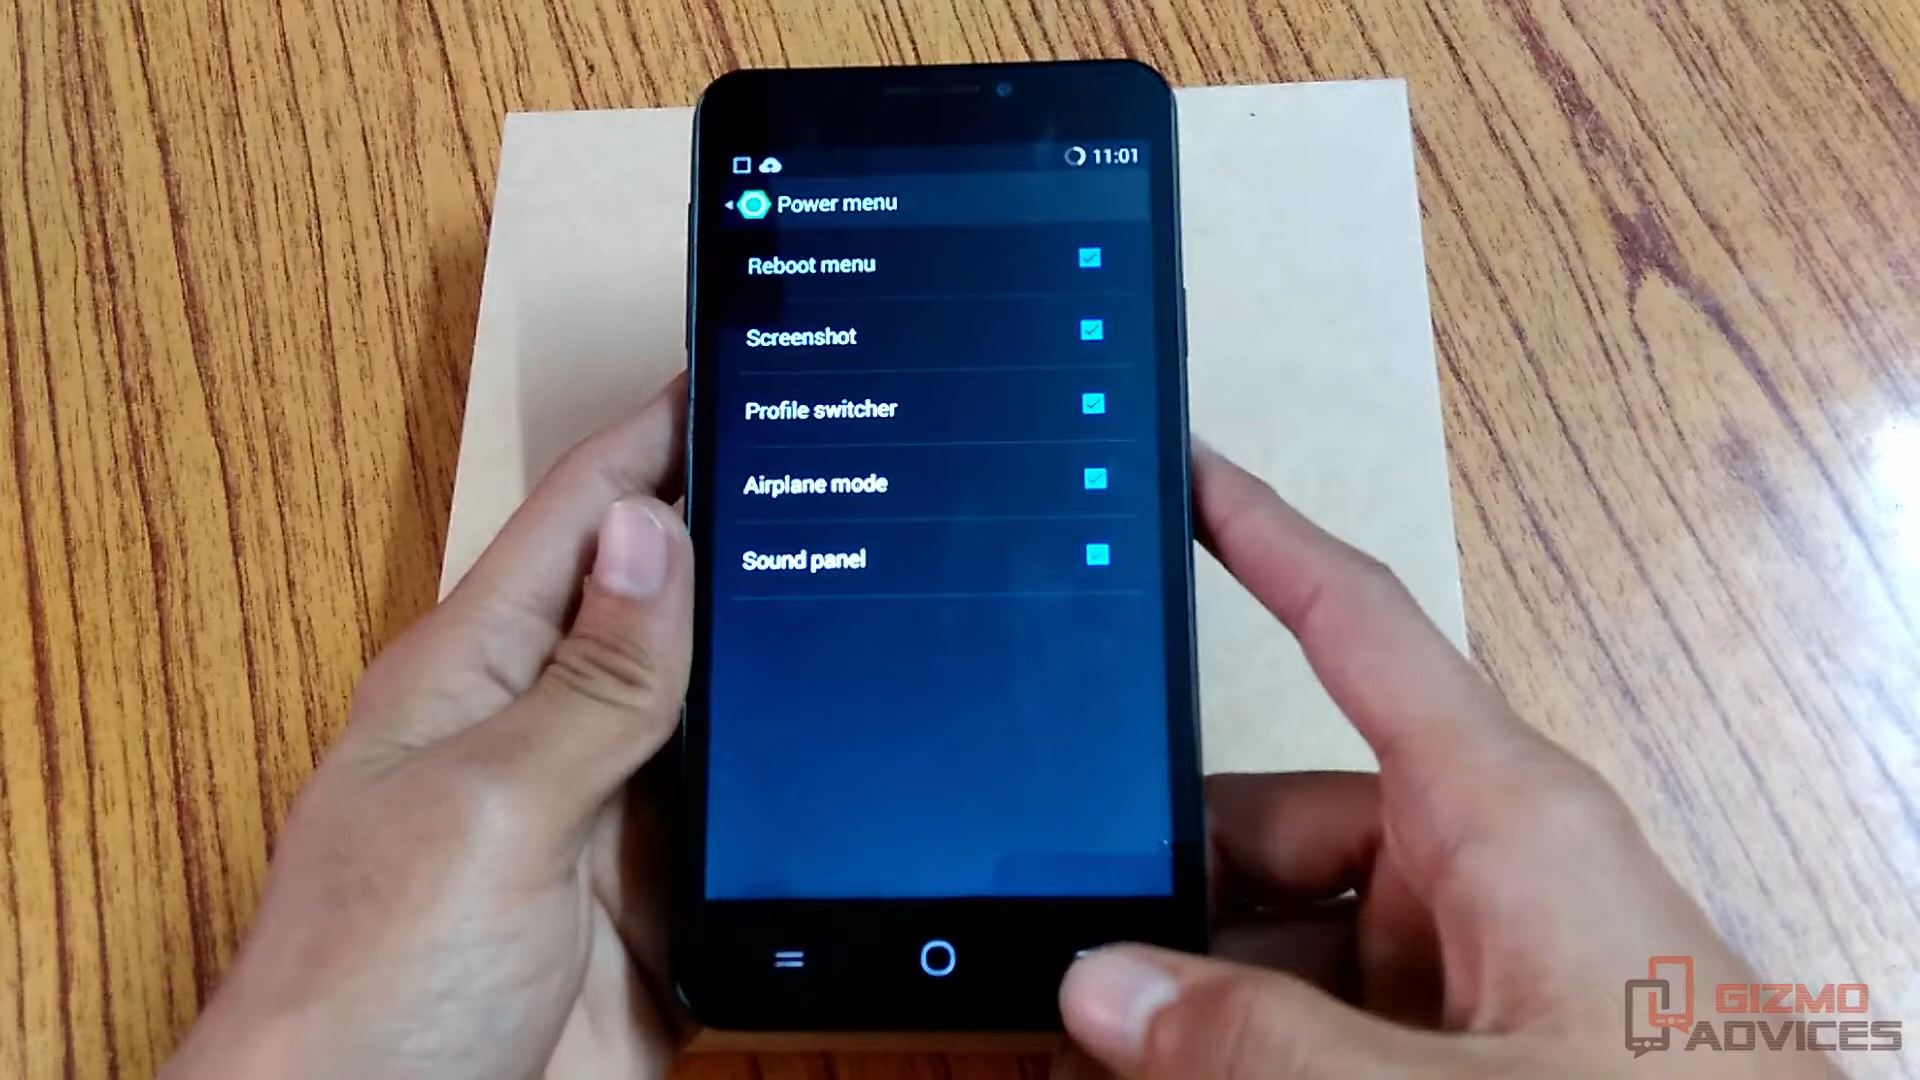 11:01
Power menu
Reboot menu
Screenshot
Profile switcher
Airplane mode
Sound panel
GIZMO
ADVICES